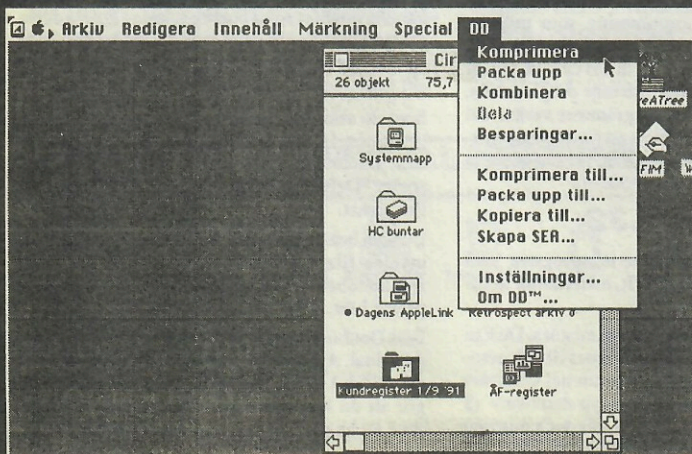 Arkiv Redigera Innehåll Märkning Special DD
Komprimera
Packa upp
Kombinera
Dela
Besparingar...
Komprimera till...
Packa upp till...
Kopiera till...
Skapa SEA...
Inställningar...
Om DD™...
Cir
26 objekt 75,7
Systemmapp
HC buntar
Dagens AppleLink
Retrospect arkiv
Kundregister 1/9 '91
ÅF-register
reATree
FIM